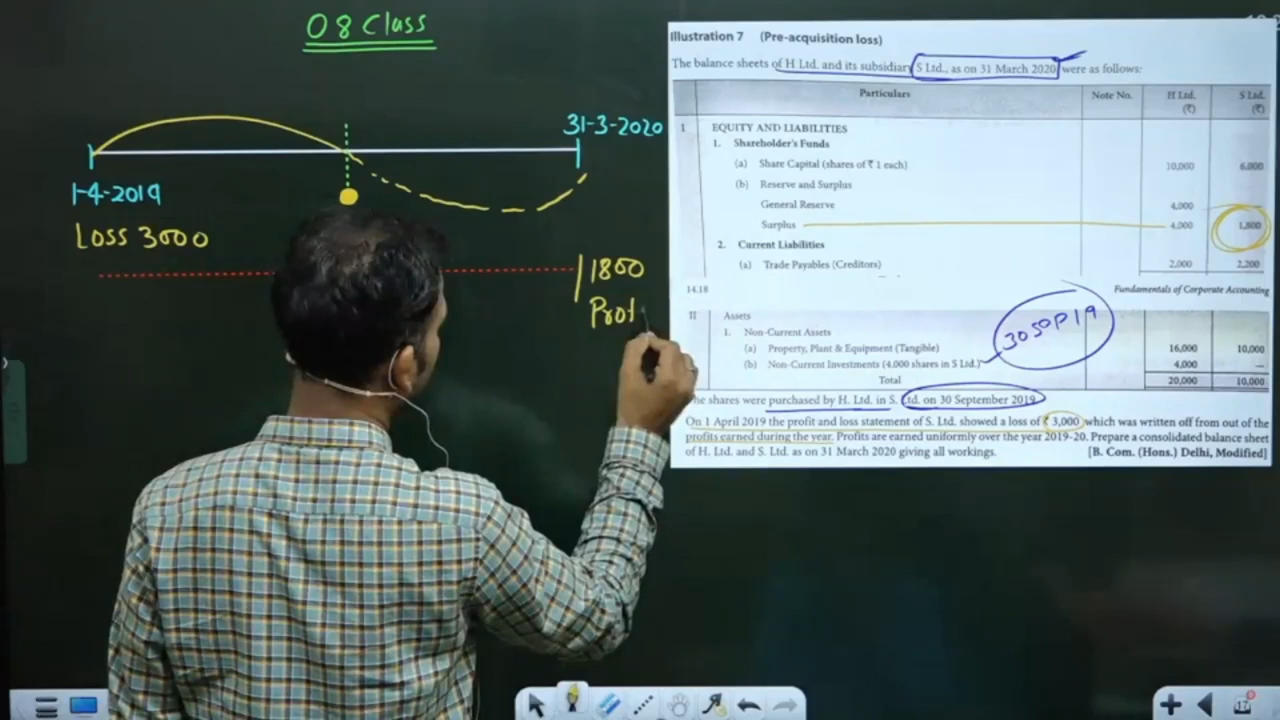 08 Class
31-3-2020
1-4-2019
Loss 3000
1800
Prof
Illustration 7 (Pre-acquisition loss)
The balance sheets of H Ltd. and its subsidiary S Ltd., as on 31 March 2020 were as follows:
Particulars Note No. H Ltd. (₹) S Ltd. (₹)
I EQUITY AND LIABILITIES
1. Shareholder's Funds
(a) Share Capital (shares of ₹ 1 each) 10,000 6,000
(b) Reserve and Surplus
General Reserve 4,000
Surplus 4,000 1,800
2. Current Liabilities
(a) Trade Payables (Creditors) 2,000 2,200
14.18 Fundamentals of Corporate Accounting
II Assets
1. Non-Current Assets
(a) Property, Plant & Equipment (Tangible) 16,000 10,000
(b) Non-Current Investments (4,000 shares in S Ltd.) 4,000 —
Total 20,000 10,000
30SEP19
he shares were purchased by H. Ltd. in S. Ltd. on 30 September 2019.
On 1 April 2019 the profit and loss statement of S. Ltd. showed a loss of ₹ 3,000 which was written off from out of the
profits earned during the year. Profits are earned uniformly over the year 2019-20. Prepare a consolidated balance sheet
of H. Ltd. and S. Ltd. as on 31 March 2020 giving all workings. [B. Com. (Hons.) Delhi, Modified]
17